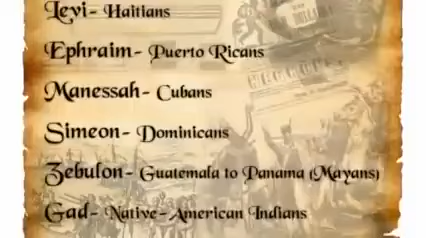 Levi- Haitians
Ephraim- Puerto Ricans
Manessah- Cubans
Simeon- Dominicans
Zebulon- Guatemala to Panama (Mayans)
Gad- Native-American Indians